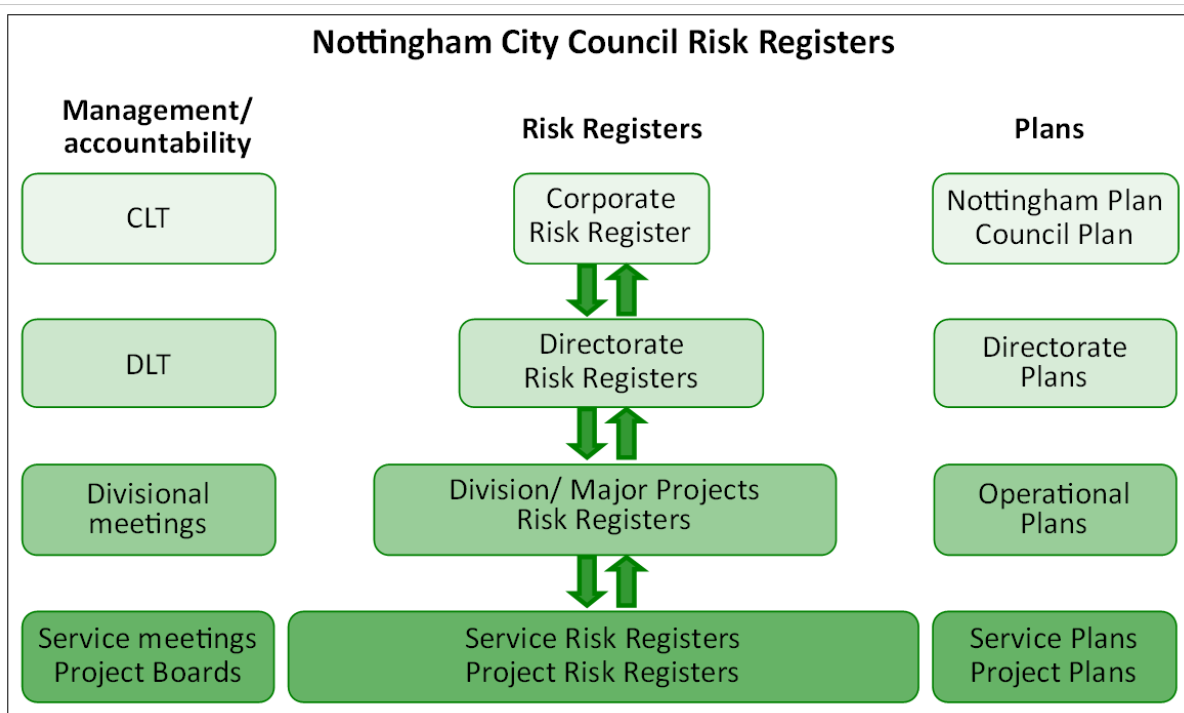 Nottingham City Council Risk Registers
Management/
accountability
Risk Registers
Plans
CLT
Corporate
Risk Register
Nottingham Plan
Council Plan
DLT
Directorate
Risk Registers
Directorate
Plans
Divisional
meetings
Division/ Major Projects
Risk Registers
Operational
Plans
Service meetings
Project Boards
Service Risk Registers
Project Risk Registers
Service Plans
Project Plans